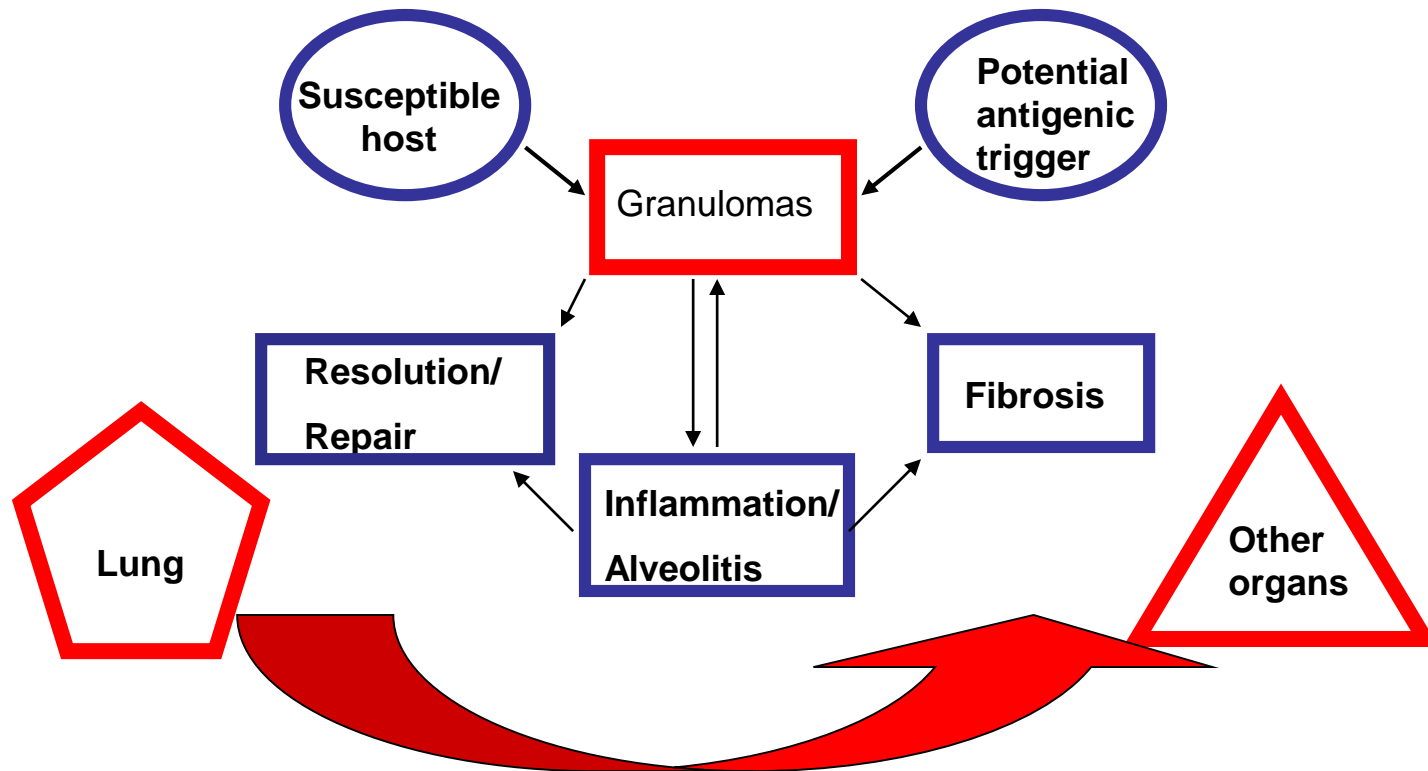 Susceptible
host
Potential
antigenic
trigger
Granulomas
Resolution/
Repair
Fibrosis
Inflammation/
Alveolitis
Lung
Other
organs